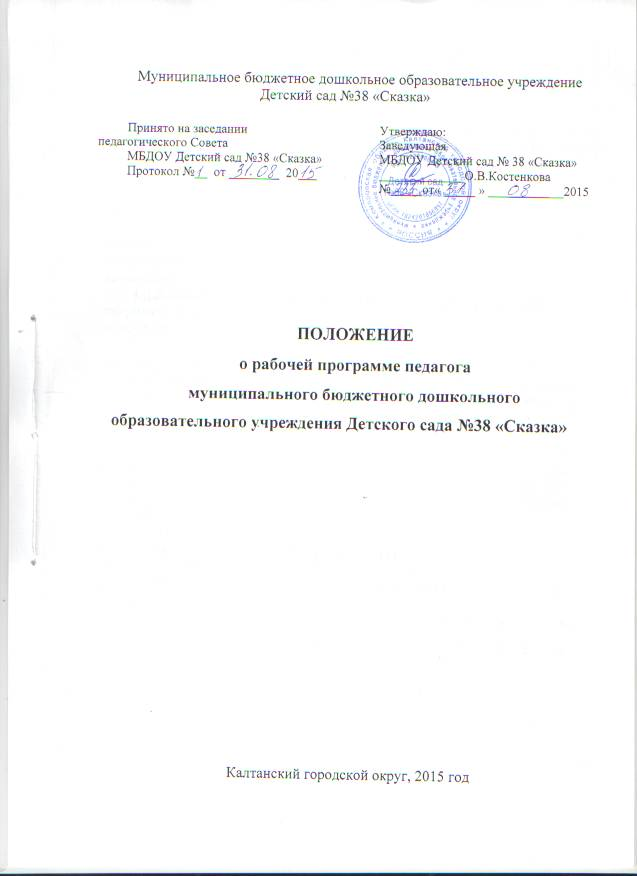 Муниципальное бюджетное дошкольное образовательное учреждение
Детский сад №38 «Сказка»
Принято на заседании
педагогического Совета
МБДОУ Детский сад №38 «Сказка»
Протокол №1 от 31.08 2015
Утверждаю:
Заведующая
МБДОУ Детский сад № 38 «Сказка»
О.В.Костенкова
№ от« » 08 2015
ПОЛОЖЕНИЕ
о рабочей программе педагога
муниципального бюджетного дошкольного
образовательного учреждения Детского сада №38 «Сказка»
Калтанский городской округ, 2015 год